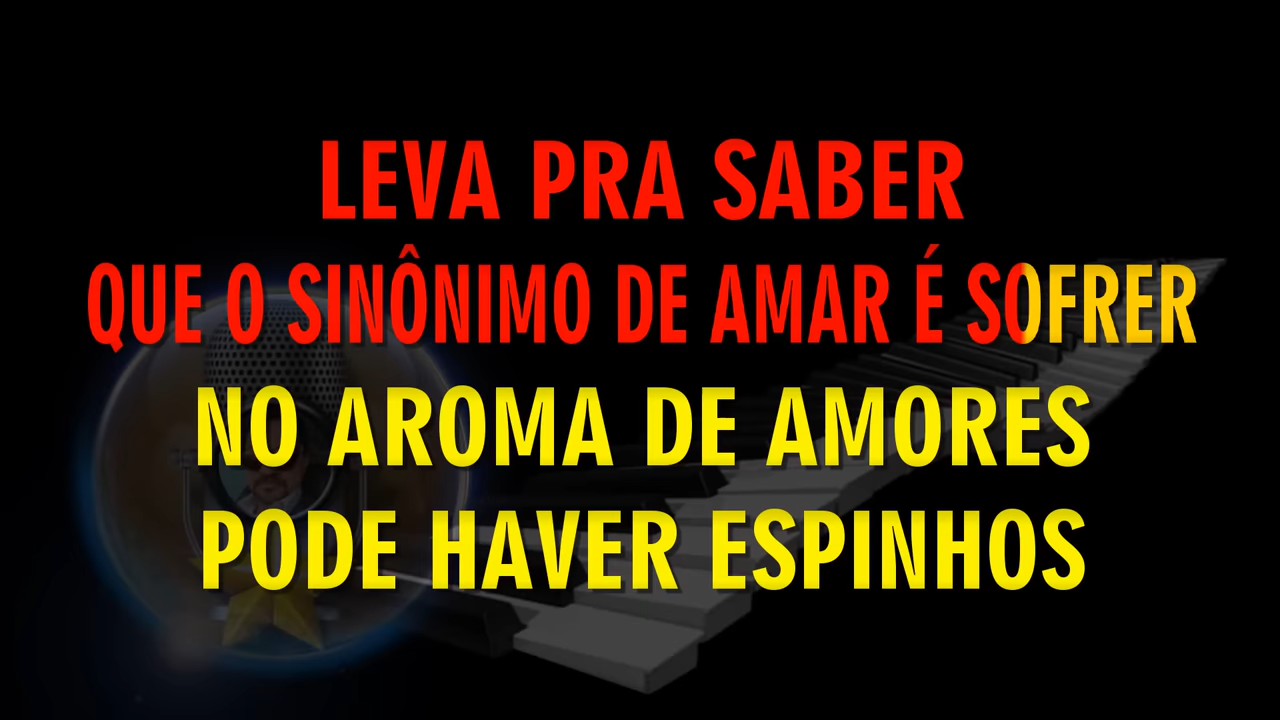 LEVA PRA SABER
QUE O SINÔNIMO DE AMAR É SOFRER
NO AROMA DE AMORES
PODE HAVER ESPINHOS